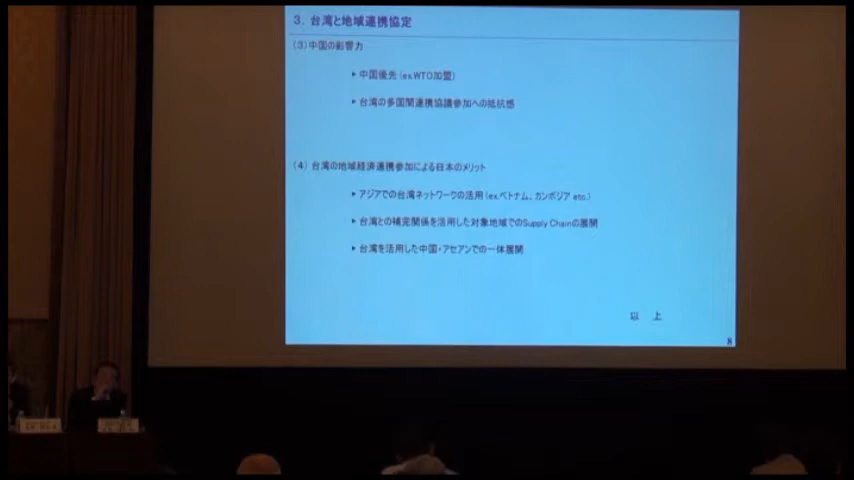 3. 台湾と地域連携協定
(3)中国の影響力
▶ 中国優先 (ex.WTO加盟)
▶ 台湾の多国間連携協議参加への抵抗感
(4) 台湾の地域経済連携参加による日本のメリット
▶ アジアでの台湾ネットワークの活用 (ex.ベトナム、カンボジア etc.)
▶ 台湾との補完関係を活用した対象地域でのSupply Chainの展開
▶ 台湾を活用した中国・アセアンでの一体展開
以 上